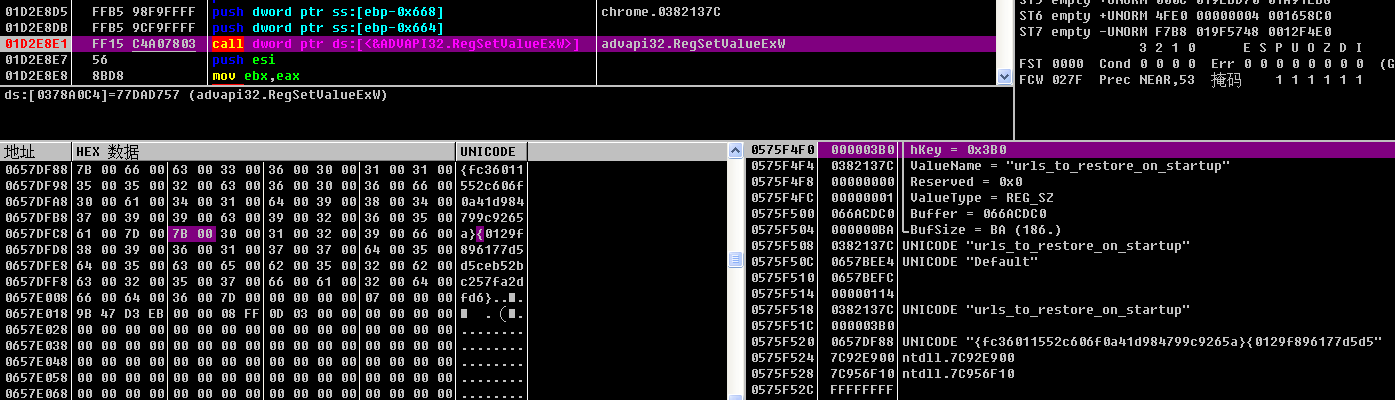 01D2E8D5 FFB5 98F9FFFF push dword ptr ss:[ebp-0x668] chrome.0382137C
01D2E8DB FFB5 9CF9FFFF push dword ptr ss:[ebp-0x664]
01D2E8E1 FF15 C4A07803 call dword ptr ds:[<&ADVAPI32.RegSetValueExW>] advapi32.RegSetValueExW
01D2E8E7 56 push esi
01D2E8E8 8BD8 mov ebx,eax
ds:[0378A0C4]=77DAD757 (advapi32.RegSetValueExW)
ST6 empty +UNORM 4FE0 00000004 001658C0
ST7 empty -UNORM F7B8 019F5748 0012F4E0
3 2 1 0 E S P U O Z D I
FST 0000 Cond 0 0 0 0 Err 0 0 0 0 0 0 0 0 (G
FCW 027F Prec NEAR,53 掩码 1 1 1 1 1 1
地址 HEX 数据 UNICODE
0657DF88 7B 00 66 00 63 00 33 00 36 00 30 00 31 00 31 00 {fc36011
0657DF98 35 00 35 00 32 00 63 00 36 00 30 00 36 00 66 00 552c606f
0657DFA8 30 00 61 00 34 00 31 00 64 00 39 00 38 00 34 00 0a41d984
0657DFB8 37 00 39 00 39 00 63 00 39 00 32 00 36 00 35 00 799c9265
0657DFC8 61 00 7D 00 7B 00 30 00 31 00 32 00 39 00 66 00 a}{0129f
0657DFD8 38 00 39 00 36 00 31 00 37 00 37 00 64 00 35 00 896177d5
0657DFE8 64 00 35 00 63 00 65 00 62 00 35 00 32 00 62 00 d5ceb52b
0657DFF8 63 00 32 00 35 00 37 00 66 00 61 00 32 00 64 00 c257fa2d
0657E008 66 00 64 00 36 00 7D 00 00 00 00 00 07 00 00 00 fd6}..
0657E018 9B 47 D3 EB 00 00 08 FF 0D 03 00 00 00 00 00 00
0657E028 00 00 00 00 00 00 00 00 00 00 00 00 00 00 00 00 ........
0657E038 00 00 00 00 00 00 00 00 00 00 00 00 00 00 00 00 ........
0657E048 00 00 00 00 00 00 00 00 00 00 00 00 00 00 00 00 ........
0657E058 00 00 00 00 00 00 00 00 00 00 00 00 00 00 00 00 ........
0657E068 00 00 00 00 00 00 00 00 00 00 00 00 00 00 00 00 ........
0575F4F0 000003B0 hKey = 0x3B0
0575F4F4 0382137C ValueName = "urls_to_restore_on_startup"
0575F4F8 00000000 Reserved = 0x0
0575F4FC 00000001 ValueType = REG_SZ
0575F500 066ACDC0 Buffer = 066ACDC0
0575F504 000000BA BufSize = BA (186.)
0575F508 0382137C UNICODE "urls_to_restore_on_startup"
0575F50C 0657BEE4 UNICODE "Default"
0575F510 0657BEFC
0575F514 00000114
0575F518 0382137C UNICODE "urls_to_restore_on_startup"
0575F51C 000003B0
0575F520 0657DF88 UNICODE "{fc36011552c606f0a41d984799c9265a}{0129f896177d5d5"
0575F524 7C92E900 ntdll.7C92E900
0575F528 7C956F10 ntdll.7C956F10
0575F52C FFFFFFFF